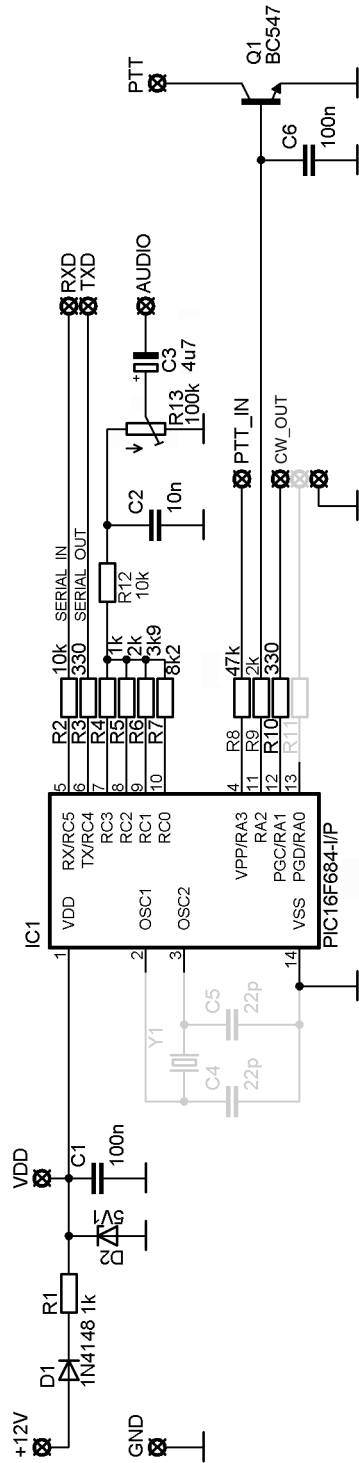 +12V
D1
1N4148
R1
1k
VDD
D2
5V1
C1
100n
GND
IC1
VDD
OSC1
OSC2
VSS
1
2
3
14
Y1
C4
22p
C5
22p
RX/RC5
TX/RC4
RC3
RC2
RC1
RC0
VPP/RA3
RA2
PGC/RA1
PGD/RA0
PIC16F684-I/P
5
6
7
8
9
10
4
11
12
13
R2
10k
R3
330
R4
1k
R5
2k
R6
3k9
R7
8k2
R8
47k
R9
2k
R10
330
R11
SERIAL IN
SERIAL OUT
R12
10k
C2
10n
R13
100k
+
C3
4u7
RXD
TXD
AUDIO
PTT_IN
CW_OUT
C6
100n
PTT
Q1
BC547